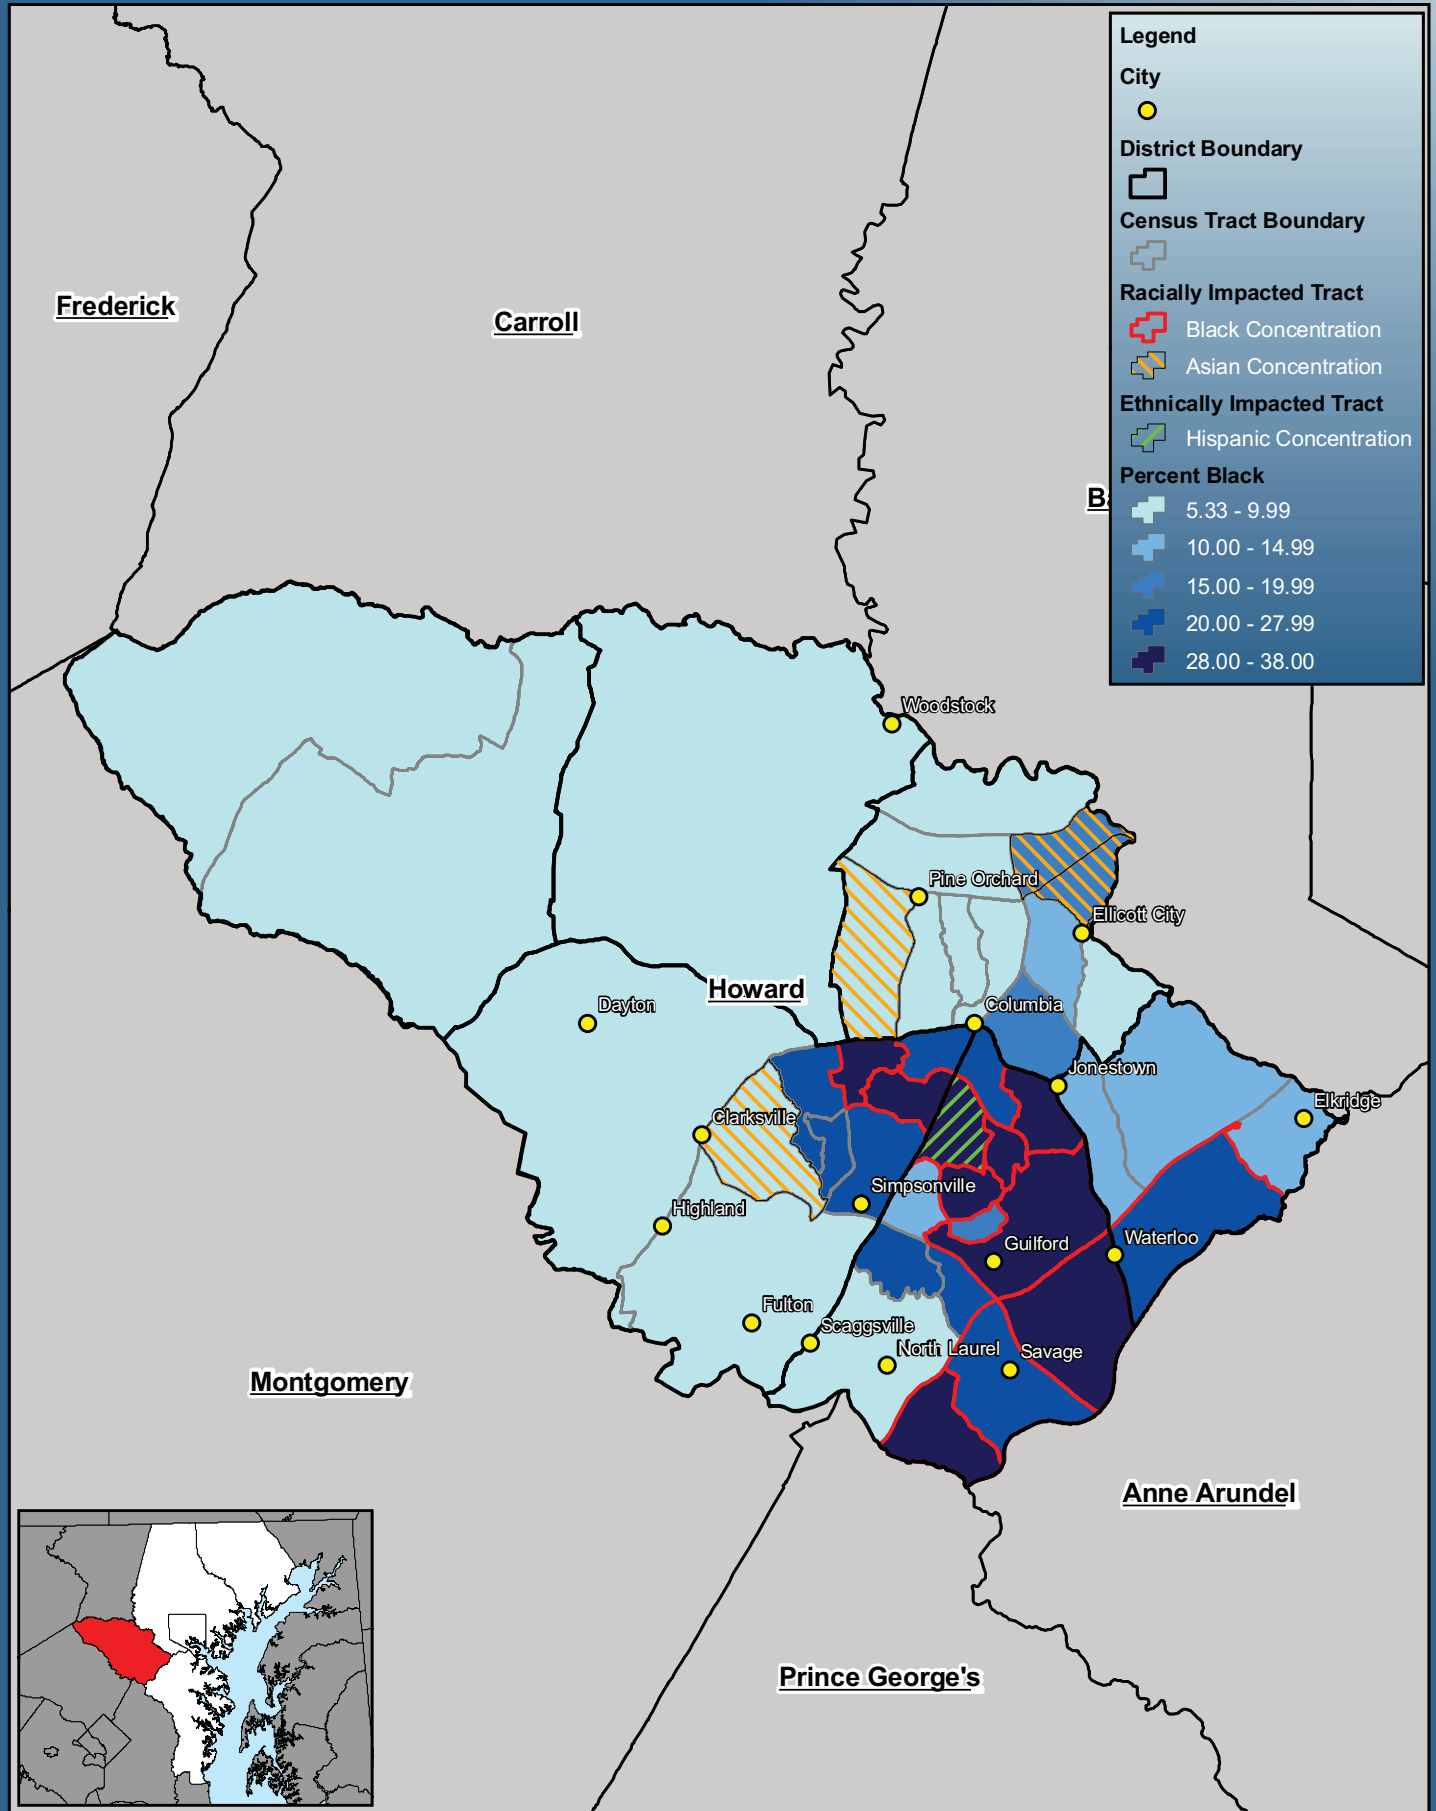 Legend
City
District Boundary
Census Tract Boundary
Racially Impacted Tract
Black Concentration
Asian Concentration
Ethnically Impacted Tract
Hispanic Concentration
Percent Black
5.33 - 9.99
10.00 - 14.99
15.00 - 19.99
20.00 - 27.99
28.00 - 38.00
Frederick
Carroll
Ba
Woodstock
Pine Orchard
Ellicott City
Howard
Dayton
Columbia
Jonestown
Elkridge
Clarksville
Simpsonville
Highland
Guilford
Waterloo
Fulton
Scaggsville
North Laurel
Savage
Montgomery
Anne Arundel
Prince George's